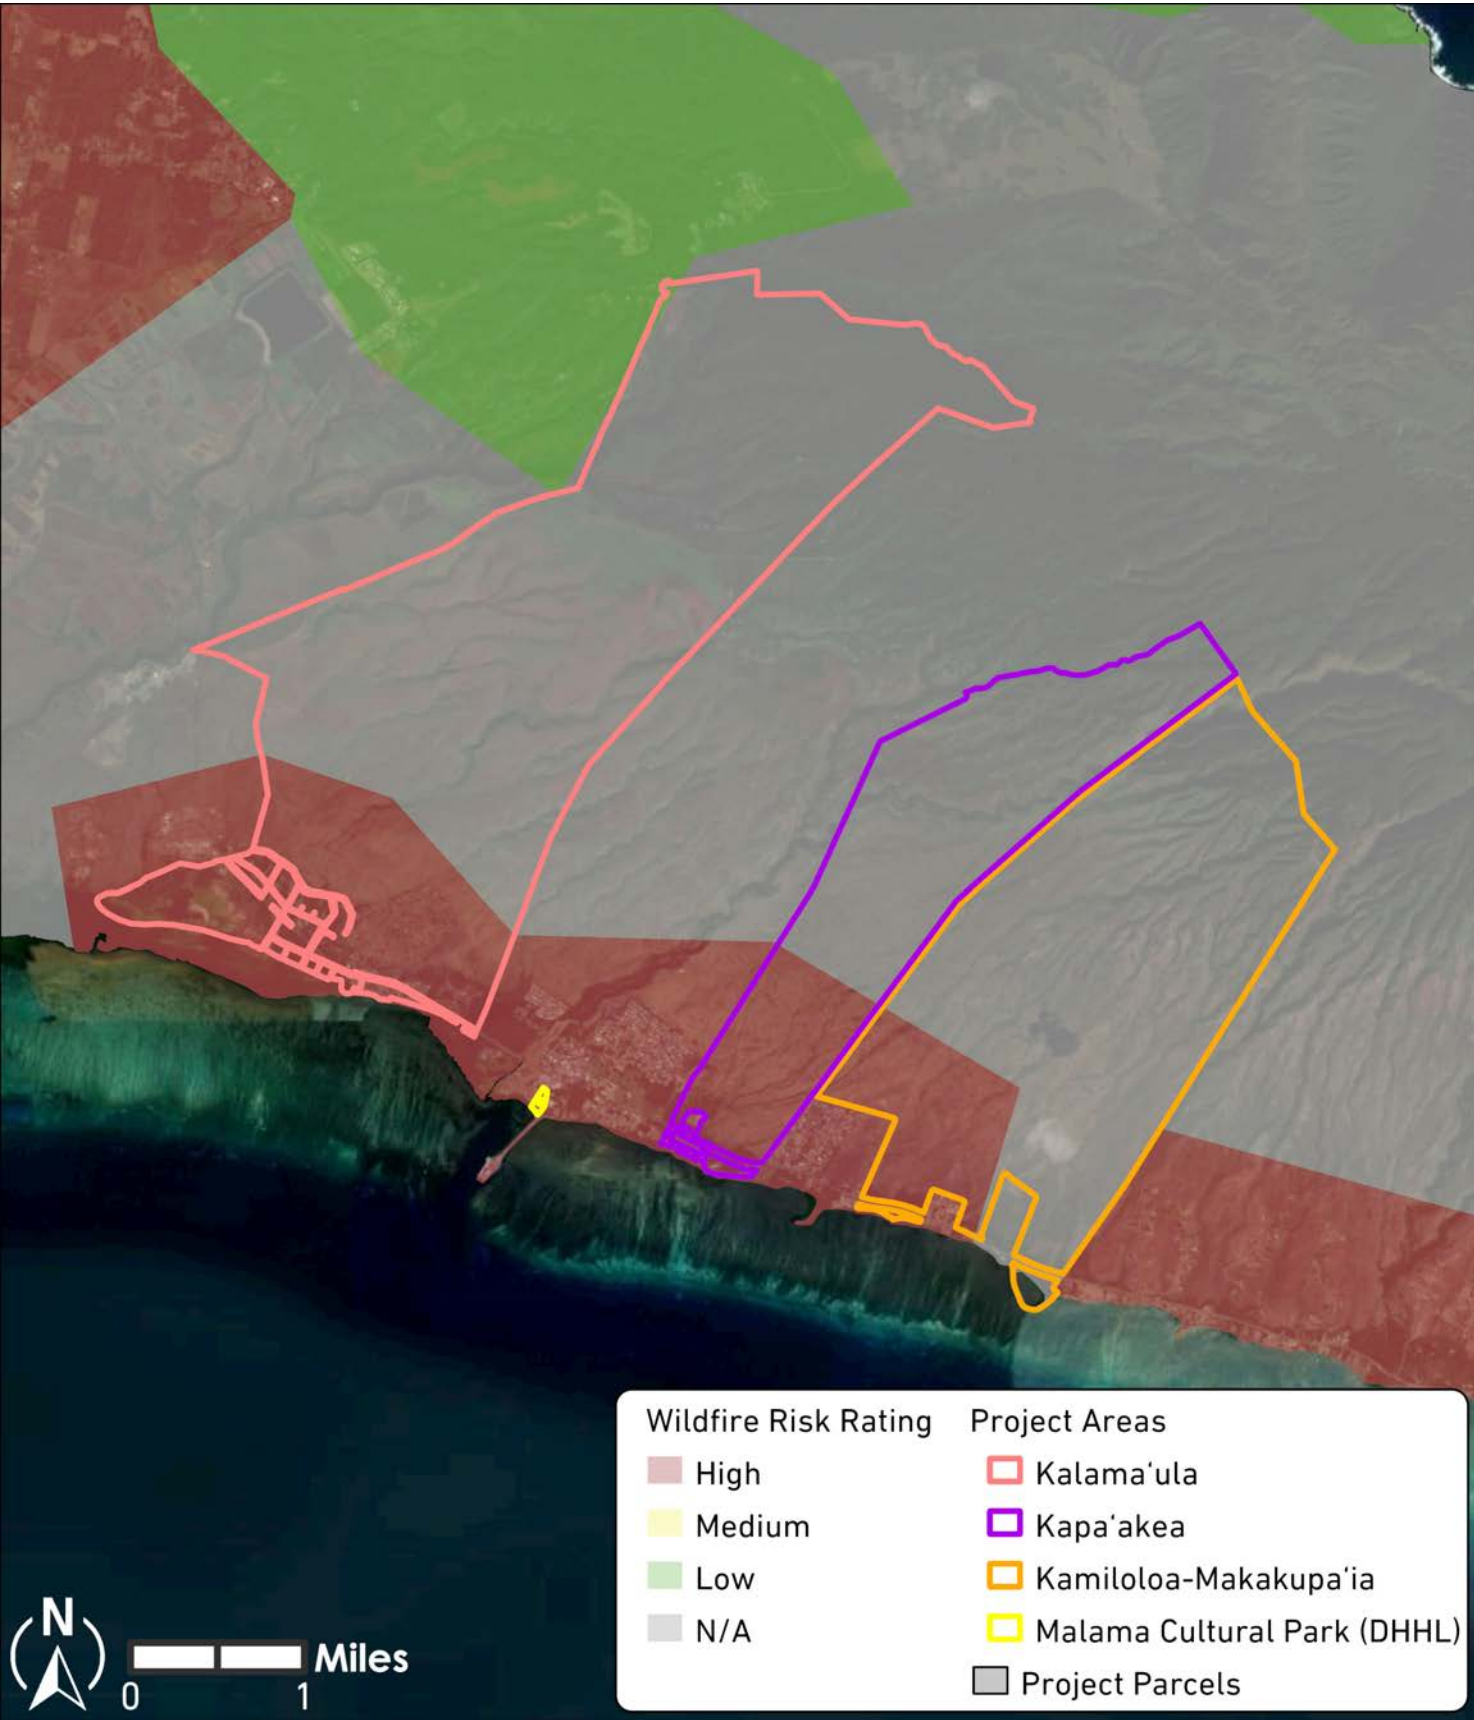 Wildfire Risk Rating
High
Medium
Low
N/A
Project Areas
Kalamaʻula
Kapaʻakea
Kamiloloa-Makakupaʻia
Malama Cultural Park (DHHL)
Project Parcels
N
Miles
0 1